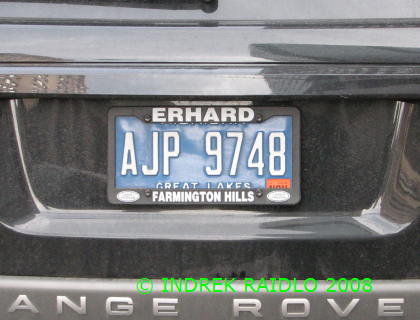 ERHARD
AJP 9748
GREAT LAKES
FARMINGTON HILLS
© INDREK RAIDLO 2008
ANGE ROVE